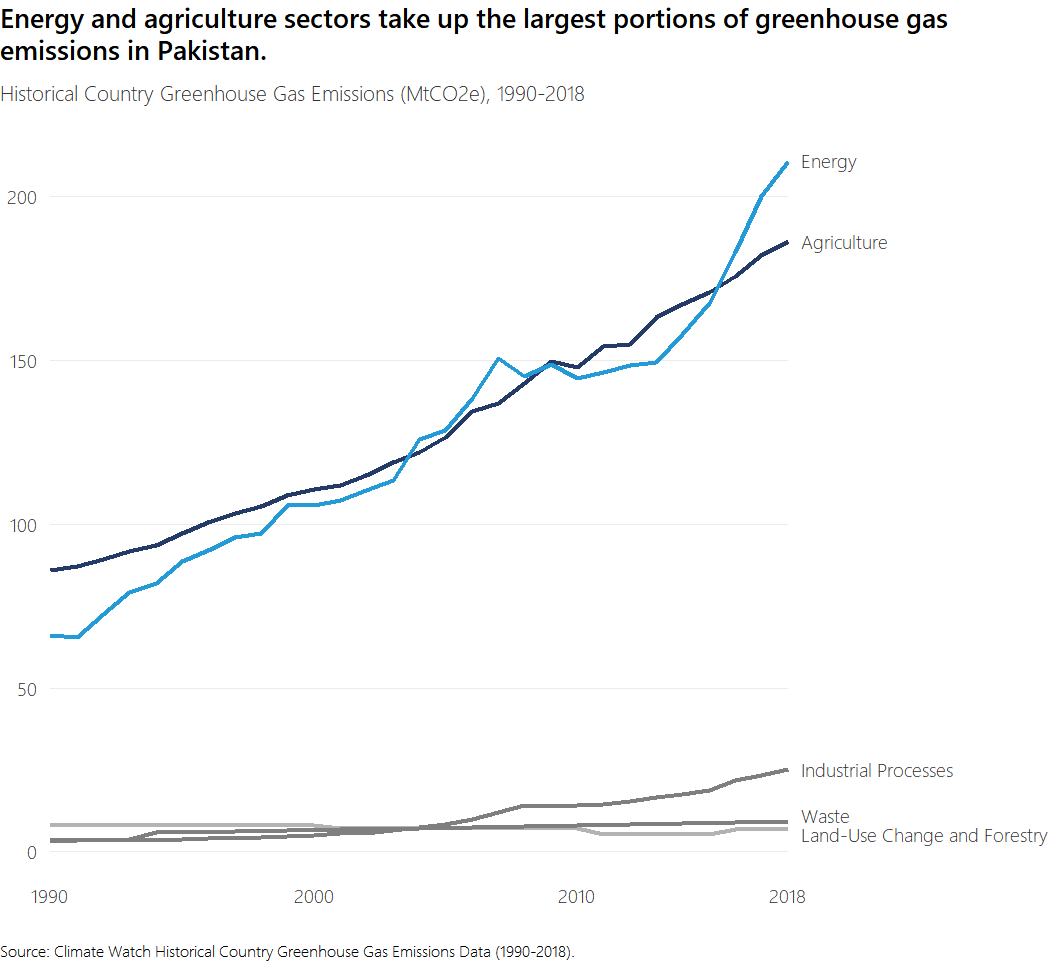 Energy and agriculture sectors take up the largest portions of greenhouse gas
emissions in Pakistan.
Historical Country Greenhouse Gas Emissions (MtCO2e), 1990-2018
Energy
200
Agriculture
150
100
50
Industrial Processes
Waste
Land-Use Change and Forestry
0
1990 2000 2010 2018
Source: Climate Watch Historical Country Greenhouse Gas Emissions Data (1990-2018).